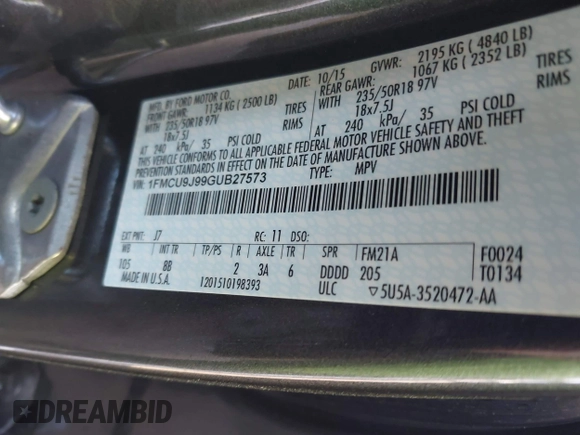 MFD. BY FORD MOTOR CO.
DATE: 10/15 GVWR: 2195 KG ( 4840 LB)
FRONT GAWR: 1134 KG ( 2500 LB) REAR GAWR: 1067 KG ( 2352 LB)
WITH 235/50R18 97V TIRES WITH 235/50R18 97V TIRES
18x7.5J RIMS 18x7.5J RIMS
AT 240 kPa/ 35 PSI COLD AT 240 kPa/ 35 PSI COLD
THIS VEHICLE CONFORMS TO ALL APPLICABLE FEDERAL MOTOR VEHICLE SAFETY AND THEFT
PREVENTION STANDARDS IN EFFECT ON THE DATE OF MANUFACTURE SHOWN ABOVE.
VIN: 1FMCU9J99GUB27573 TYPE: MPV
EXT PNT: J7 RC: 11 DSO:
WB INT TR TP/PS R AXLE TR SPR FM21A F0024
105 BB 2 3A 6 DDDD 205 T0134
MADE IN U.S.A. 1201510198393 ULC ▽5U5A-3520472-AA
DREAMBID